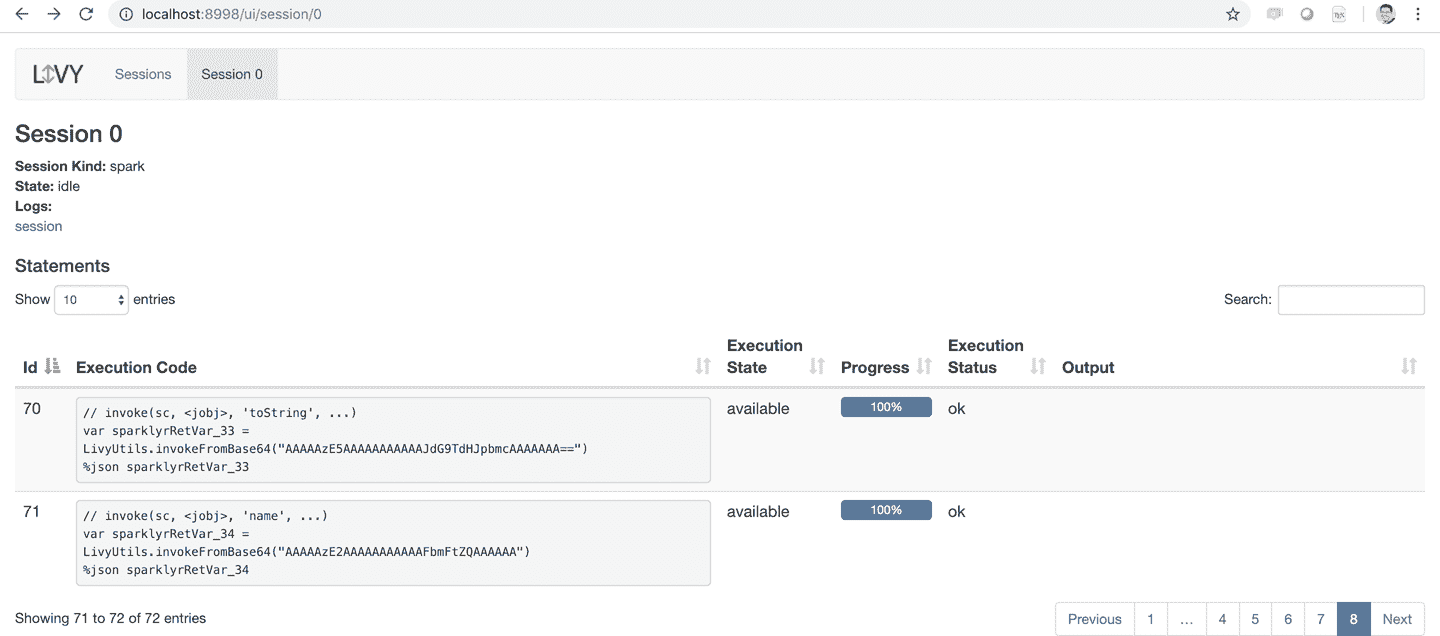 localhost:8998/ui/session/0
LIVY Sessions Session 0
Session 0
Session Kind: spark
State: idle
Logs:
session
Statements
Show 10 entries Search:
Id Execution Code Execution State Progress Execution Status Output
70 // invoke(sc, <jobj>, 'toString', ...) available 100% ok
var sparklyrRetVar_33 =
LivyUtils.invokeFromBase64("AAAAAzE5AAAAAAAAAAAJdG9TdHJpbmcAAAAAAA==")
%json sparklyrRetVar_33
71 // invoke(sc, <jobj>, 'name', ...) available 100% ok
var sparklyrRetVar_34 =
LivyUtils.invokeFromBase64("AAAAAzE2AAAAAAAAAAAFbmFtZQAAAAAA")
%json sparklyrRetVar_34
Showing 71 to 72 of 72 entries Previous 1 … 4 5 6 7 8 Next